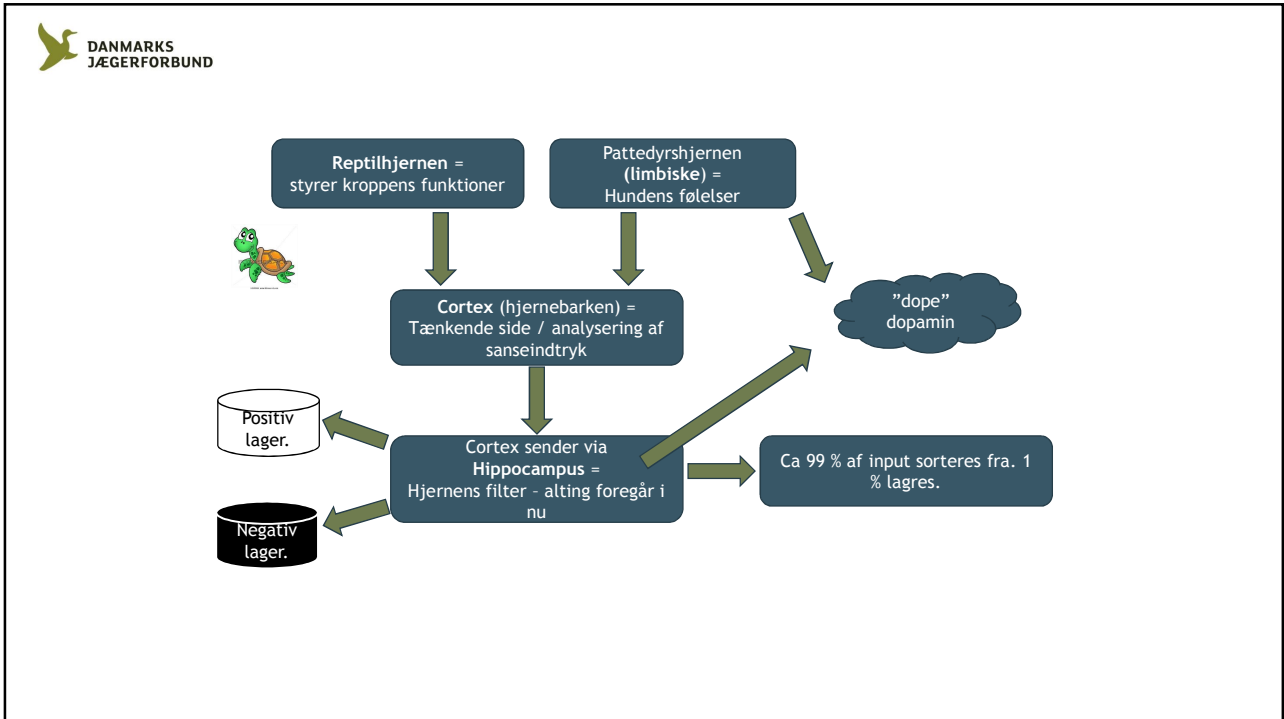 DANMARKS
JÆGERFORBUND
Reptilhjernen =
styrer kroppens funktioner
Pattedyrshjernen
(limbiske) =
Hundens følelser
Cortex (hjernebarken) =
Tænkende side / analysering af
sanseindtryk
”dope”
dopamin
Positiv
lager.
Cortex sender via
Hippocampus =
Hjernens filter – alting foregår i
nu
Ca 99 % af input sorteres fra. 1
% lagres.
Negativ
lager.